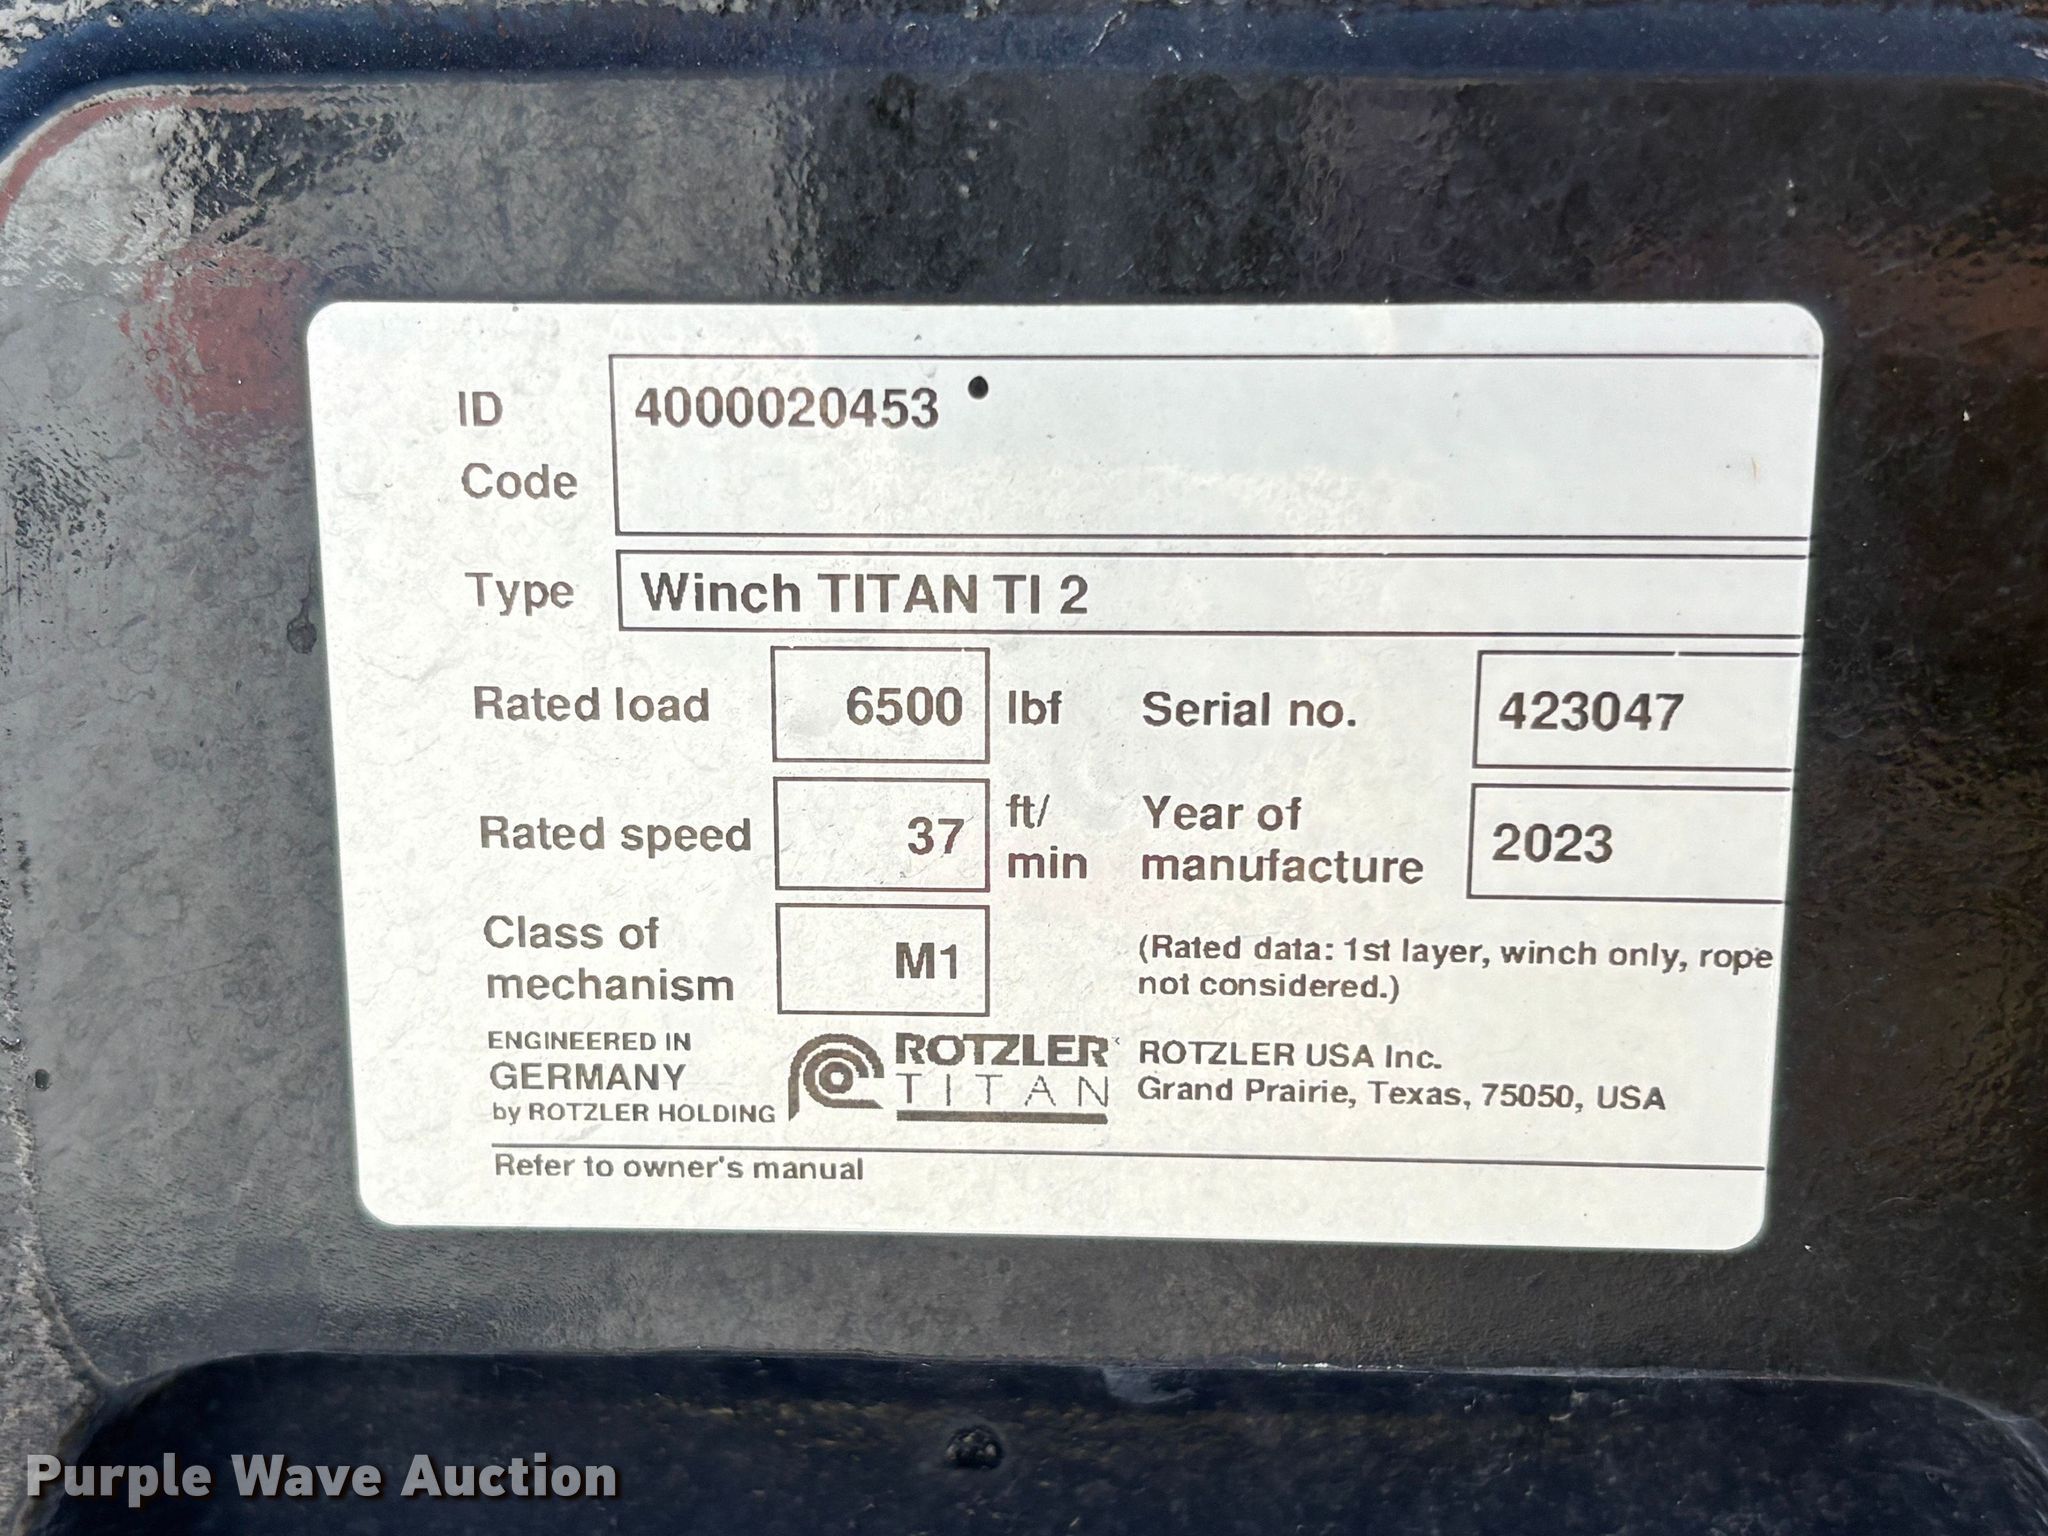 ID
Code
4000020453
Type
Winch TITAN TI 2
Rated load
6500
lbf
Serial no.
423047
Rated speed
37
ft/
min
Year of
manufacture
2023
Class of
mechanism
M1
(Rated data: 1st layer, winch only, rope
not considered.)
ENGINEERED IN
GERMANY
by ROTZLER HOLDING
ROTZLER
TITAN
ROTZLER USA Inc.
Grand Prairie, Texas, 75050, USA
Refer to owner's manual
Purple Wave Auction